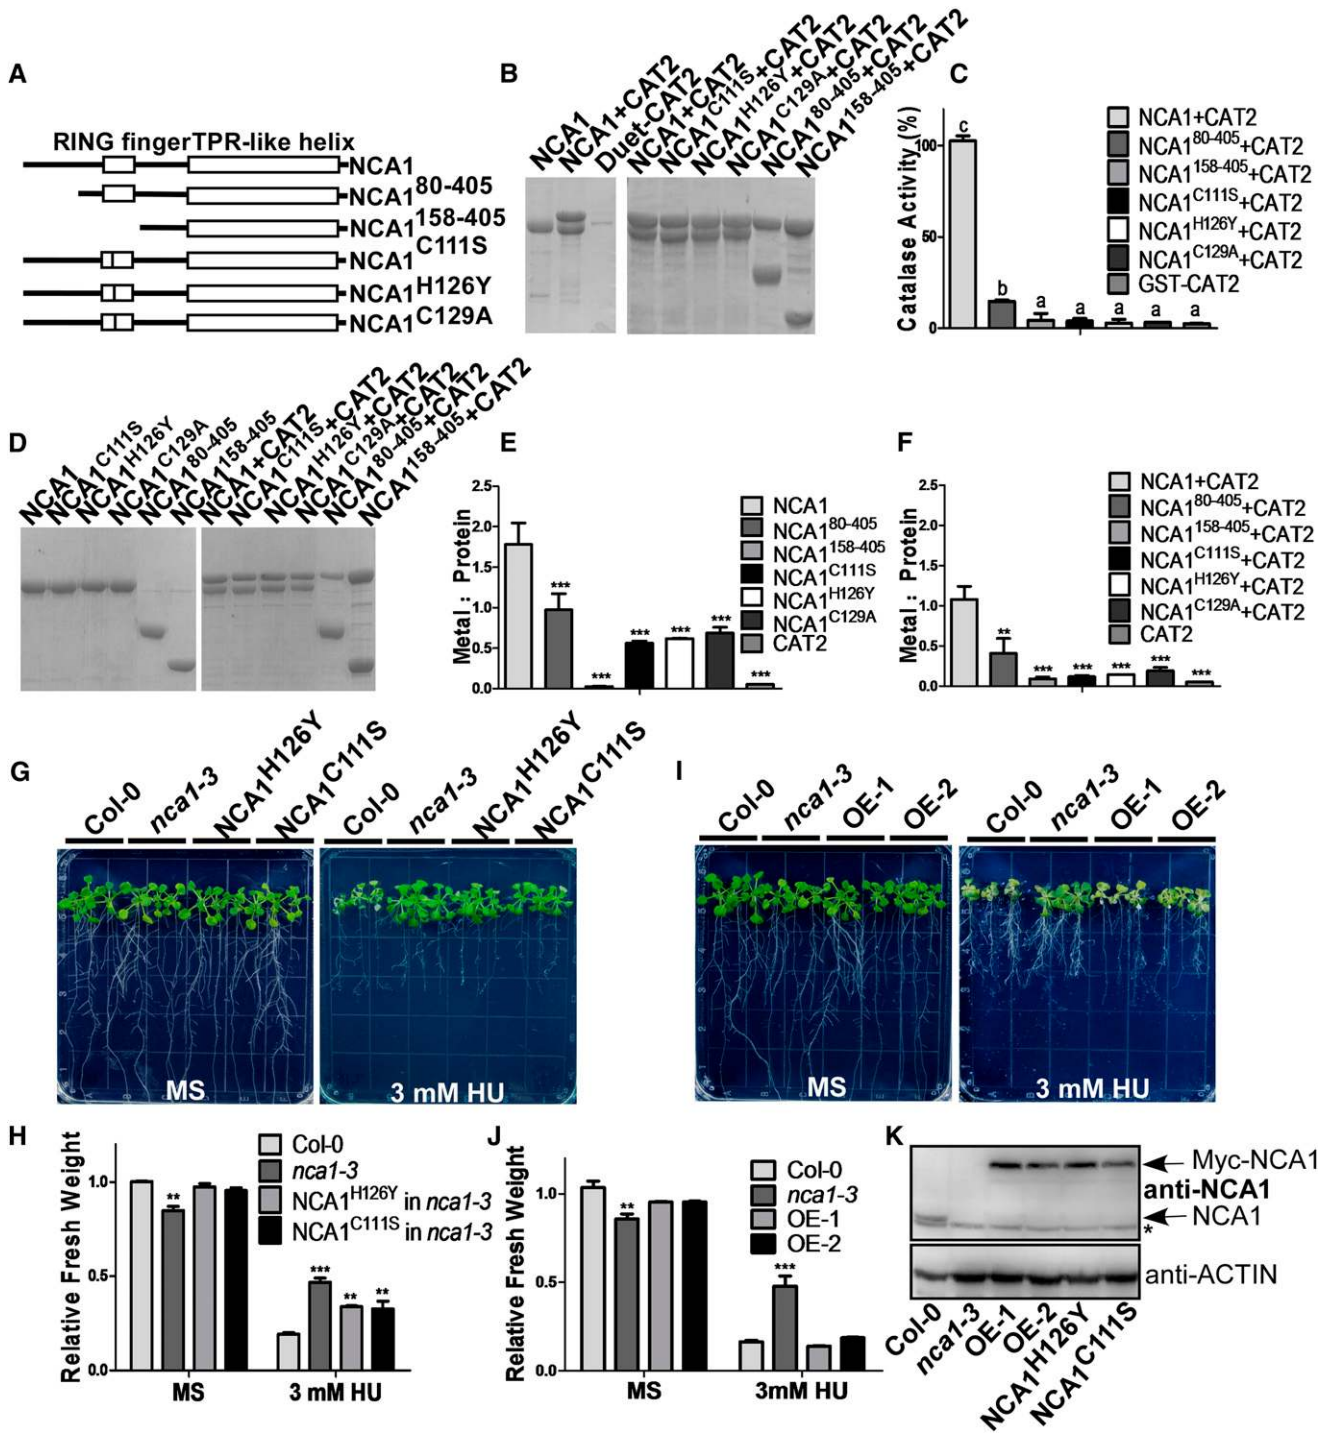 A
RING fingerTPR-like helix
NCA1
NCA1 80-405
NCA1 158-405
NCA1 C111S
NCA1 H126Y
NCA1 C129A
B
NCA1
NCA1+CAT2
Duet-CAT2
NCA1+CAT2
NCA1 C111S+CAT2
NCA1 H126Y+CAT2
NCA1 C129A+CAT2
NCA1 80-405+CAT2
NCA1 158-405+CAT2
C
Catalase Activity (%)
100
50
0
c
b
a
a
a
a
a
NCA1+CAT2
NCA1 80-405+CAT2
NCA1 158-405+CAT2
NCA1 C111S+CAT2
NCA1 H126Y+CAT2
NCA1 C129A+CAT2
GST-CAT2
D
NCA1
NCA1 C111S
NCA1 H126Y
NCA1 C129A
NCA1 80-405
NCA1 158-405
NCA1+CAT2
NCA1 C111S+CAT2
NCA1 H126Y+CAT2
NCA1 C129A+CAT2
NCA1 80-405+CAT2
NCA1 158-405+CAT2
E
Metal : Protein
2.5
2.0
1.5
1.0
0.5
0.0
***
***
***
***
***
***
NCA1
NCA1 80-405
NCA1 158-405
NCA1 C111S
NCA1 H126Y
NCA1 C129A
CAT2
F
Metal : Protein
2.5
2.0
1.5
1.0
0.5
0.0
**
***
***
***
***
***
NCA1+CAT2
NCA1 80-405+CAT2
NCA1 158-405+CAT2
NCA1 C111S+CAT2
NCA1 H126Y+CAT2
NCA1 C129A+CAT2
CAT2
G
Col-0
nca1-3
NCA1 H126Y
NCA1 C111S
Col-0
nca1-3
NCA1 H126Y
NCA1 C111S
MS
3 mM HU
I
Col-0
nca1-3
OE-1
OE-2
Col-0
nca1-3
OE-1
OE-2
MS
3 mM HU
H
Relative Fresh Weight
1.0
0.5
0.0
**
***
**
**
MS
3 mM HU
Col-0
nca1-3
NCA1 H126Y in nca1-3
NCA1 C111S in nca1-3
J
Relative Fresh Weight
1.0
0.5
0.0
**
***
MS
3mM HU
Col-0
nca1-3
OE-1
OE-2
K
Myc-NCA1
anti-NCA1
NCA1
*
anti-ACTIN
Col-0
nca1-3
OE-1
OE-2
NCA1 H126Y
NCA1 C111S